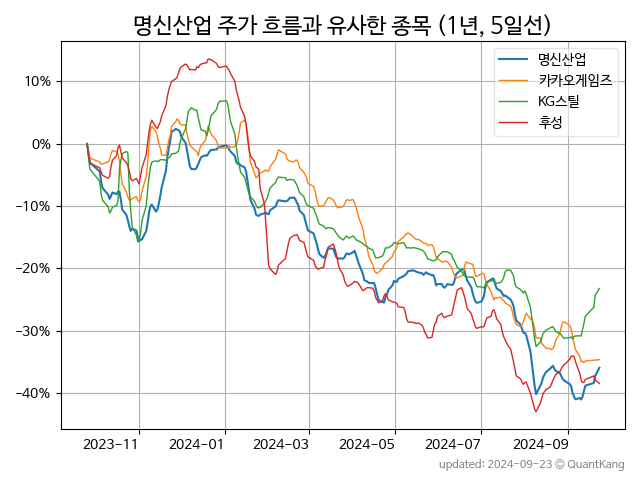 명신산업 주가 흐름과 유사한 종목 (1년, 5일선)
명신산업
카카오게임즈
KG스틸
후성
10%
0%
−10%
−20%
−30%
−40%
2023-11 2024-01 2024-03 2024-05 2024-07 2024-09
updated: 2024-09-23 ⓒ QuantKang